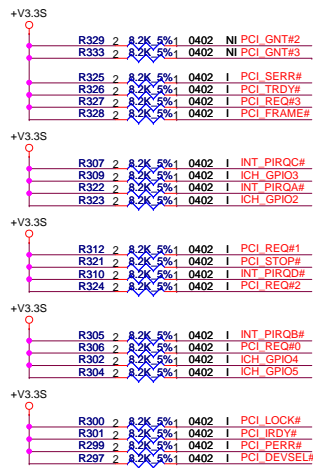 +V3.3S
R329 2 8.2K 5% 1 0402 NI PCI_GNT#2
R333 2 8.2K 5% 1 0402 NI PCI_GNT#3
R325 2 8.2K 5% 1 0402 I PCI_SERR#
R326 2 8.2K 5% 1 0402 I PCI_TRDY#
R327 2 8.2K 5% 1 0402 I PCI_REQ#3
R328 2 8.2K 5% 1 0402 I PCI_FRAME#
+V3.3S
R307 2 8.2K 5% 1 0402 I INT_PIRQC#
R309 2 8.2K 5% 1 0402 I ICH_GPIO3
R322 2 8.2K 5% 1 0402 I INT_PIRQA#
R323 2 8.2K 5% 1 0402 I ICH_GPIO2
+V3.3S
R312 2 8.2K 5% 1 0402 I PCI_REQ#1
R321 2 8.2K 5% 1 0402 I PCI_STOP#
R310 2 8.2K 5% 1 0402 I INT_PIRQD#
R324 2 8.2K 5% 1 0402 I PCI_REQ#2
+V3.3S
R305 2 8.2K 5% 1 0402 I INT_PIRQB#
R306 2 8.2K 5% 1 0402 I PCI_REQ#0
R302 2 8.2K 5% 1 0402 I ICH_GPIO4
R304 2 8.2K 5% 1 0402 I ICH_GPIO5
+V3.3S
R300 2 8.2K 5% 1 0402 I PCI_LOCK#
R301 2 8.2K 5% 1 0402 I PCI_IRDY#
R299 2 8.2K 5% 1 0402 I PCI_PERR#
R297 2 8.2K 5% 1 0402 I PCI_DEVSEL#